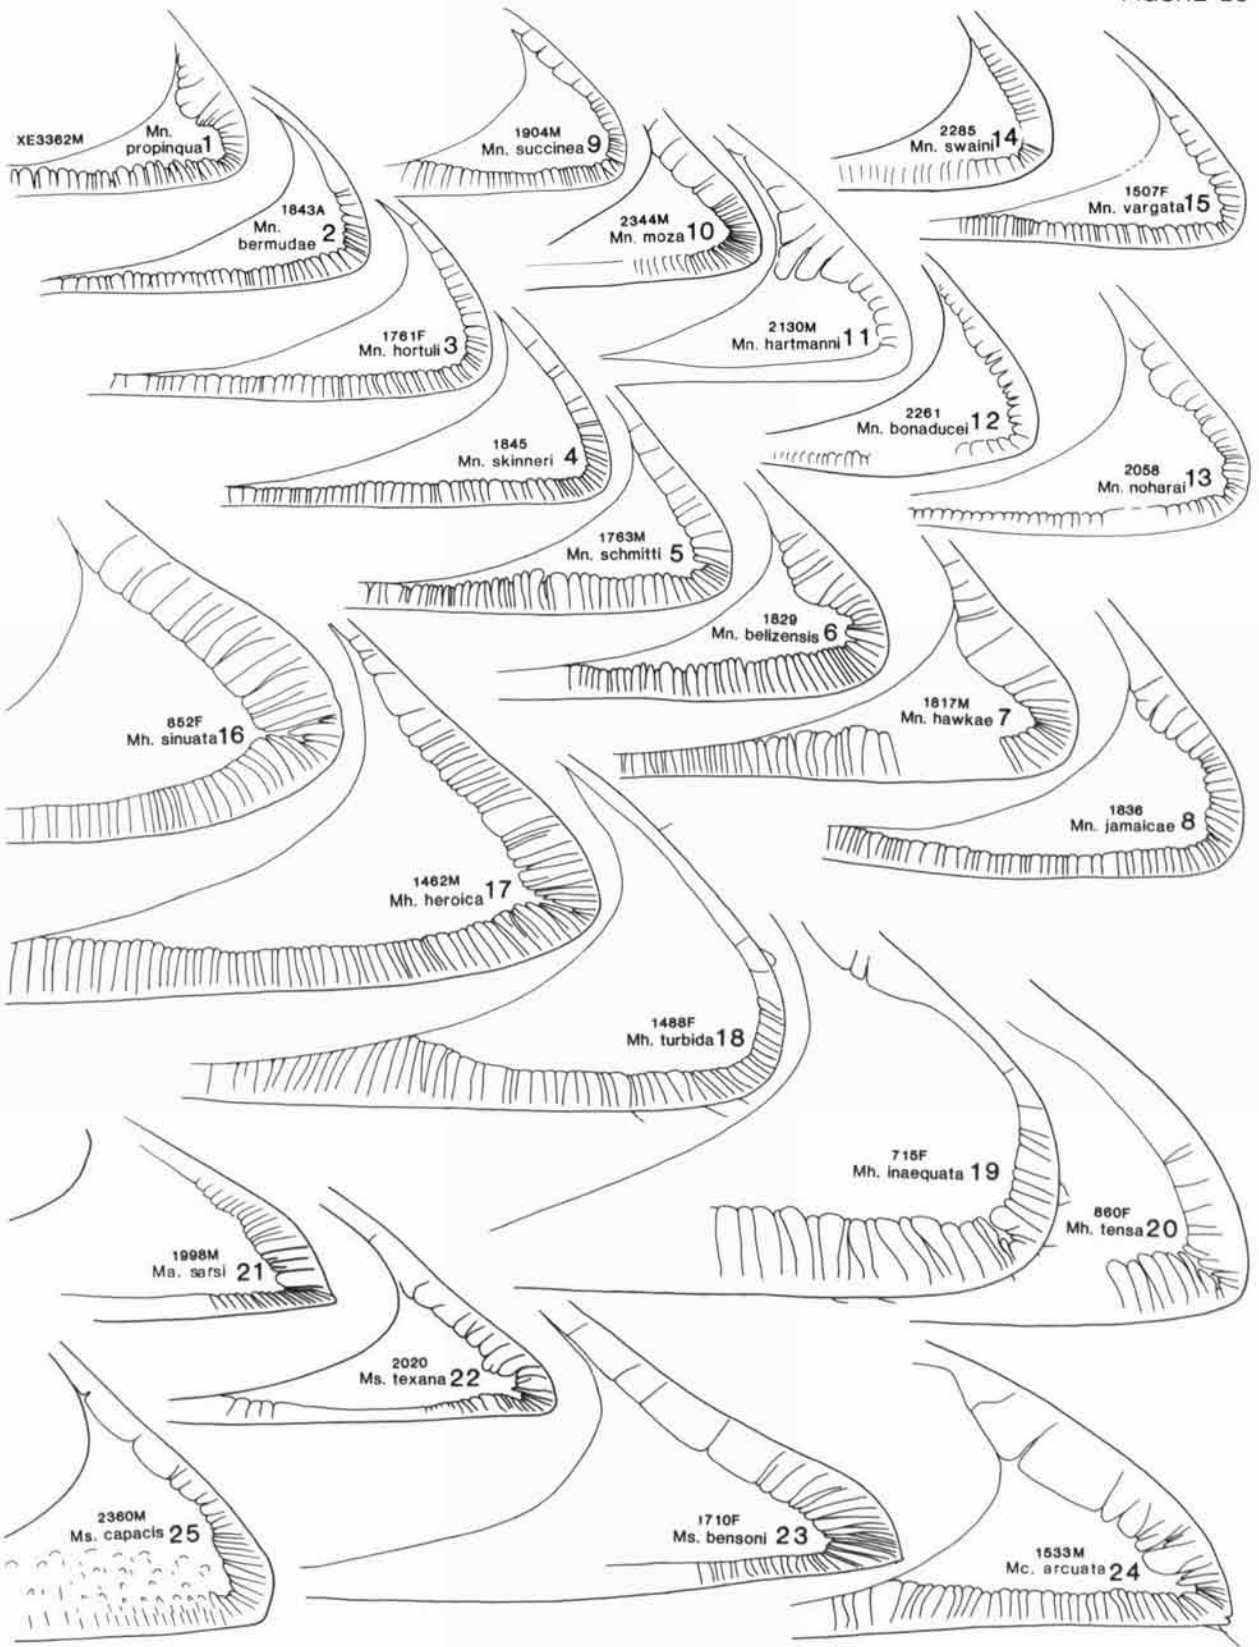 XE3362M
Mn.
propinqua 1
1843A
Mn.
bermudae 2
1761F
Mn. hortuli 3
1845
Mn. skinneri 4
1763M
Mn. schmitti 5
1829
Mn. belizensis 6
1817M
Mn. hawkae 7
1836
Mn. jamaicae 8
1904M
Mn. succinea 9
2344M
Mn. moza 10
2130M
Mn. hartmanni 11
2261
Mn. bonaducei 12
2058
Mn. noharai 13
2285
Mn. swaini 14
1507F
Mn. vargata 15
852F
Mh. sinuata 16
1462M
Mh. heroica 17
1488F
Mh. turbida 18
715F
Mh. inaequata 19
860F
Mh. tensa 20
1998M
Ma. sarsi 21
2020
Ms. texana 22
1710F
Ms. bensoni 23
1533M
Mc. arcuata 24
2360M
Ms. capacis 25